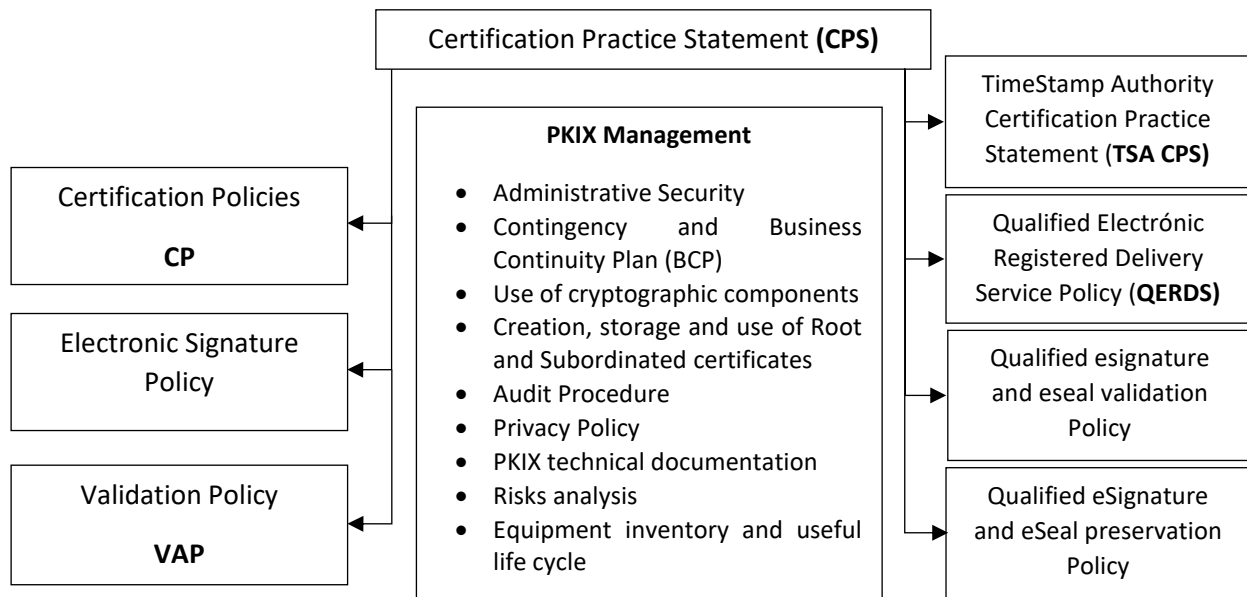 Certification Practice Statement (CPS)
Certification Policies
CP
Electronic Signature
Policy
Validation Policy
VAP
PKIX Management
• Administrative Security
• Contingency and Business
Continuity Plan (BCP)
• Use of cryptographic components
• Creation, storage and use of Root
and Subordinated certificates
• Audit Procedure
• Privacy Policy
• PKIX technical documentation
• Risks analysis
• Equipment inventory and useful
life cycle
TimeStamp Authority
Certification Practice
Statement (TSA CPS)
Qualified Electrónic
Registered Delivery
Service Policy (QERDS)
Qualified esignature
and eseal validation
Policy
Qualified eSignature
and eSeal preservation
Policy